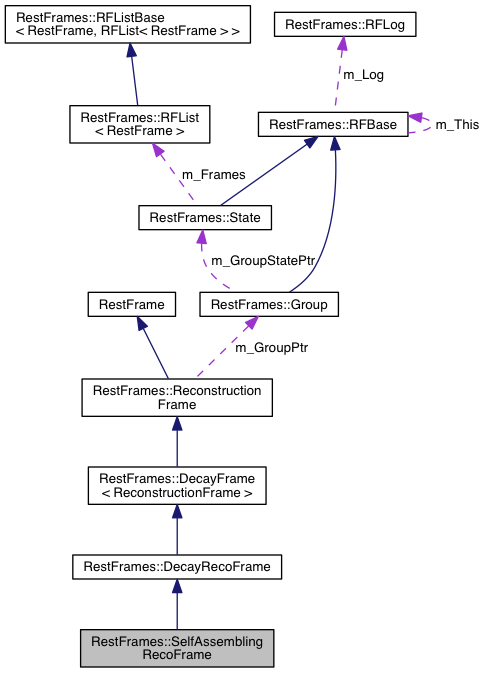 RestFrames::RFListBase
< RestFrame, RFList< RestFrame > >
RestFrames::RFLog
m_Log
RestFrames::RFList
< RestFrame >
RestFrames::RFBase
m_This
m_Frames
RestFrames::State
m_GroupStatePtr
RestFrame
RestFrames::Group
m_GroupPtr
RestFrames::Reconstruction
Frame
RestFrames::DecayFrame
< ReconstructionFrame >
RestFrames::DecayRecoFrame
RestFrames::SelfAssembling
RecoFrame